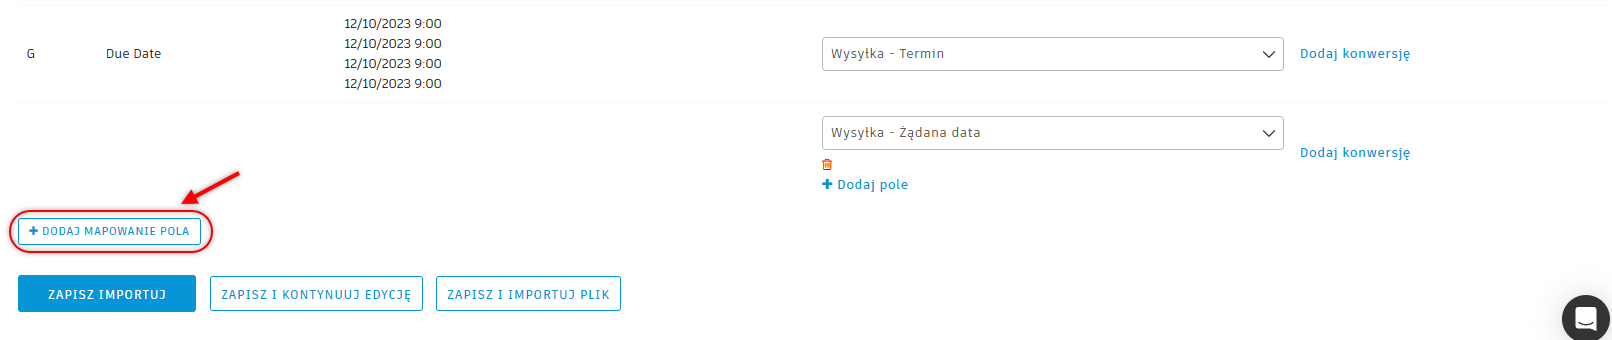 12/10/2023 9:00
G Due Date 12/10/2023 9:00 Wysyłka - Termin Dodaj konwersję
12/10/2023 9:00
12/10/2023 9:00
Wysyłka - Żądana data
Dodaj konwersję
+ Dodaj pole
+ DODAJ MAPOWANIE POLA
ZAPISZ IMPORTUJ ZAPISZ I KONTYNUUJ EDYCJĘ ZAPISZ I IMPORTUJ PLIK